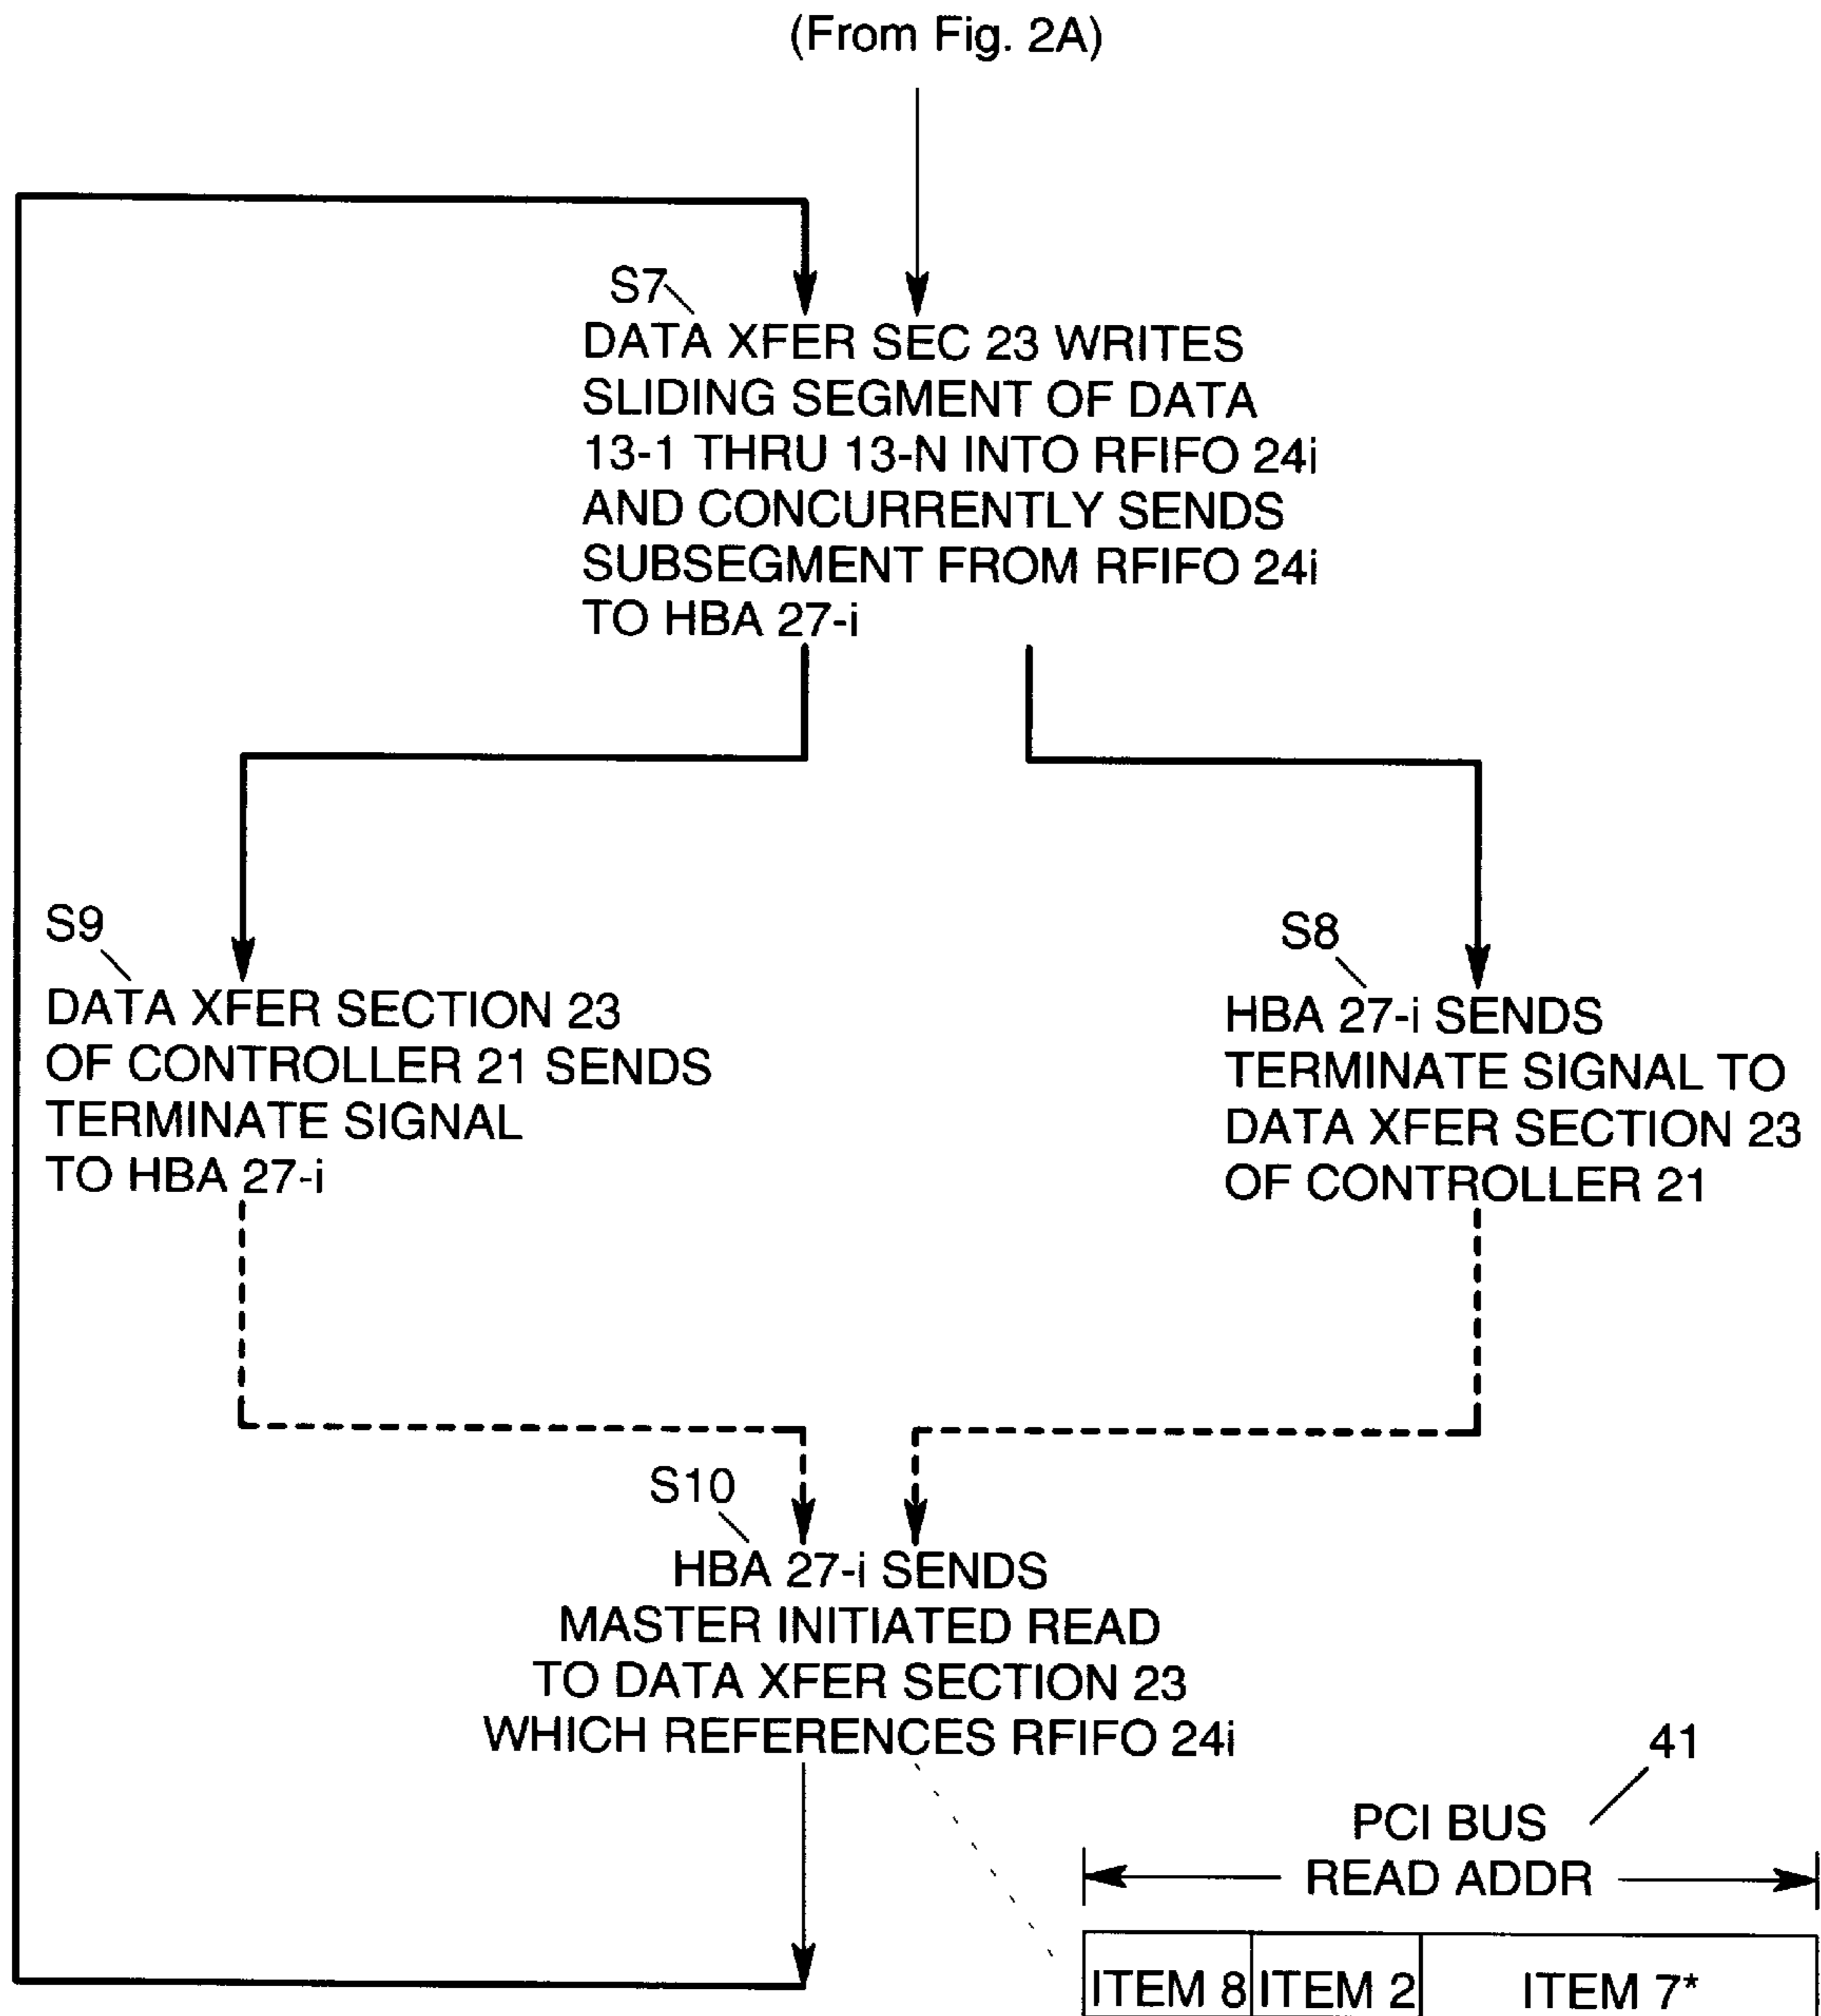 (From Fig. 2A)
S7
DATA XFER SEC 23 WRITES
SLIDING SEGMENT OF DATA
13-1 THRU 13-N INTO RFIFO 24i
AND CONCURRENTLY SENDS
SUBSEGMENT FROM RFIFO 24i
TO HBA 27-i
S9
DATA XFER SECTION 23
OF CONTROLLER 21 SENDS
TERMINATE SIGNAL
TO HBA 27-i
S8
HBA 27-i SENDS
TERMINATE SIGNAL TO
DATA XFER SECTION 23
OF CONTROLLER 21
S10
HBA 27-i SENDS
MASTER INITIATED READ
TO DATA XFER SECTION 23
WHICH REFERENCES RFIFO 24i
41
PCI BUS
READ ADDR
ITEM 8 ITEM 2 ITEM 7*